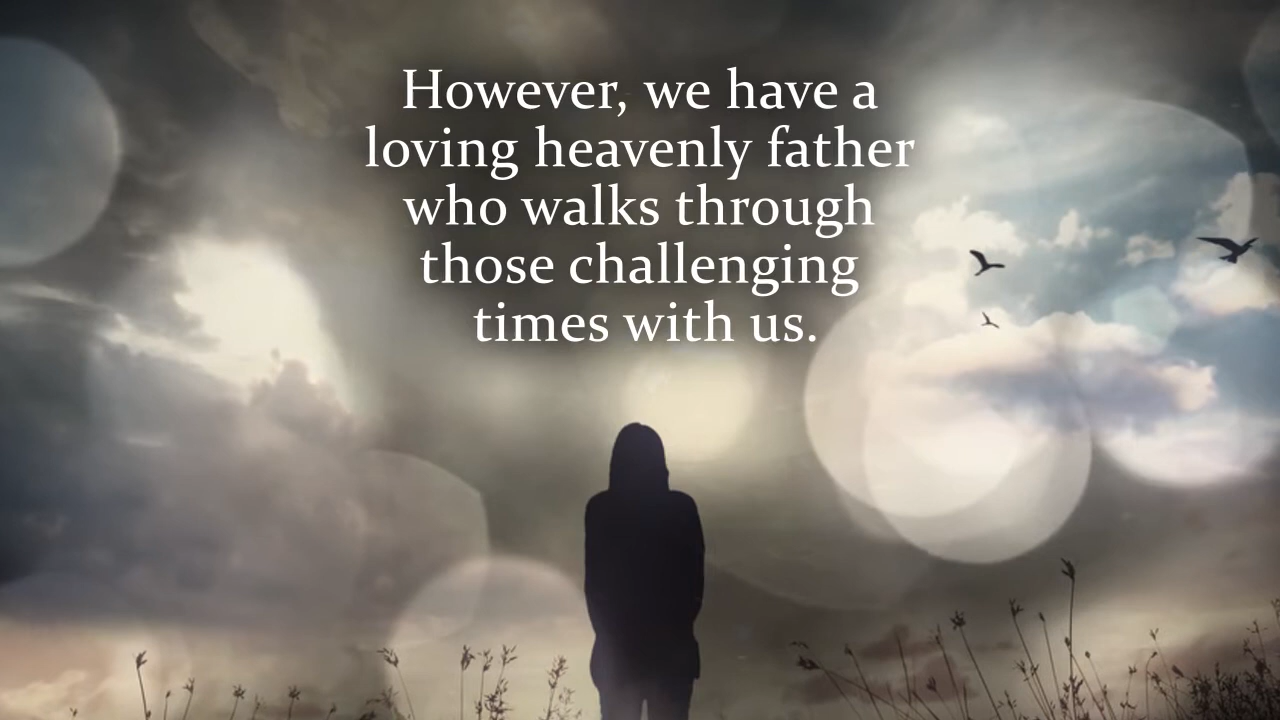 However, we have a
loving heavenly father
who walks through
those challenging
times with us.